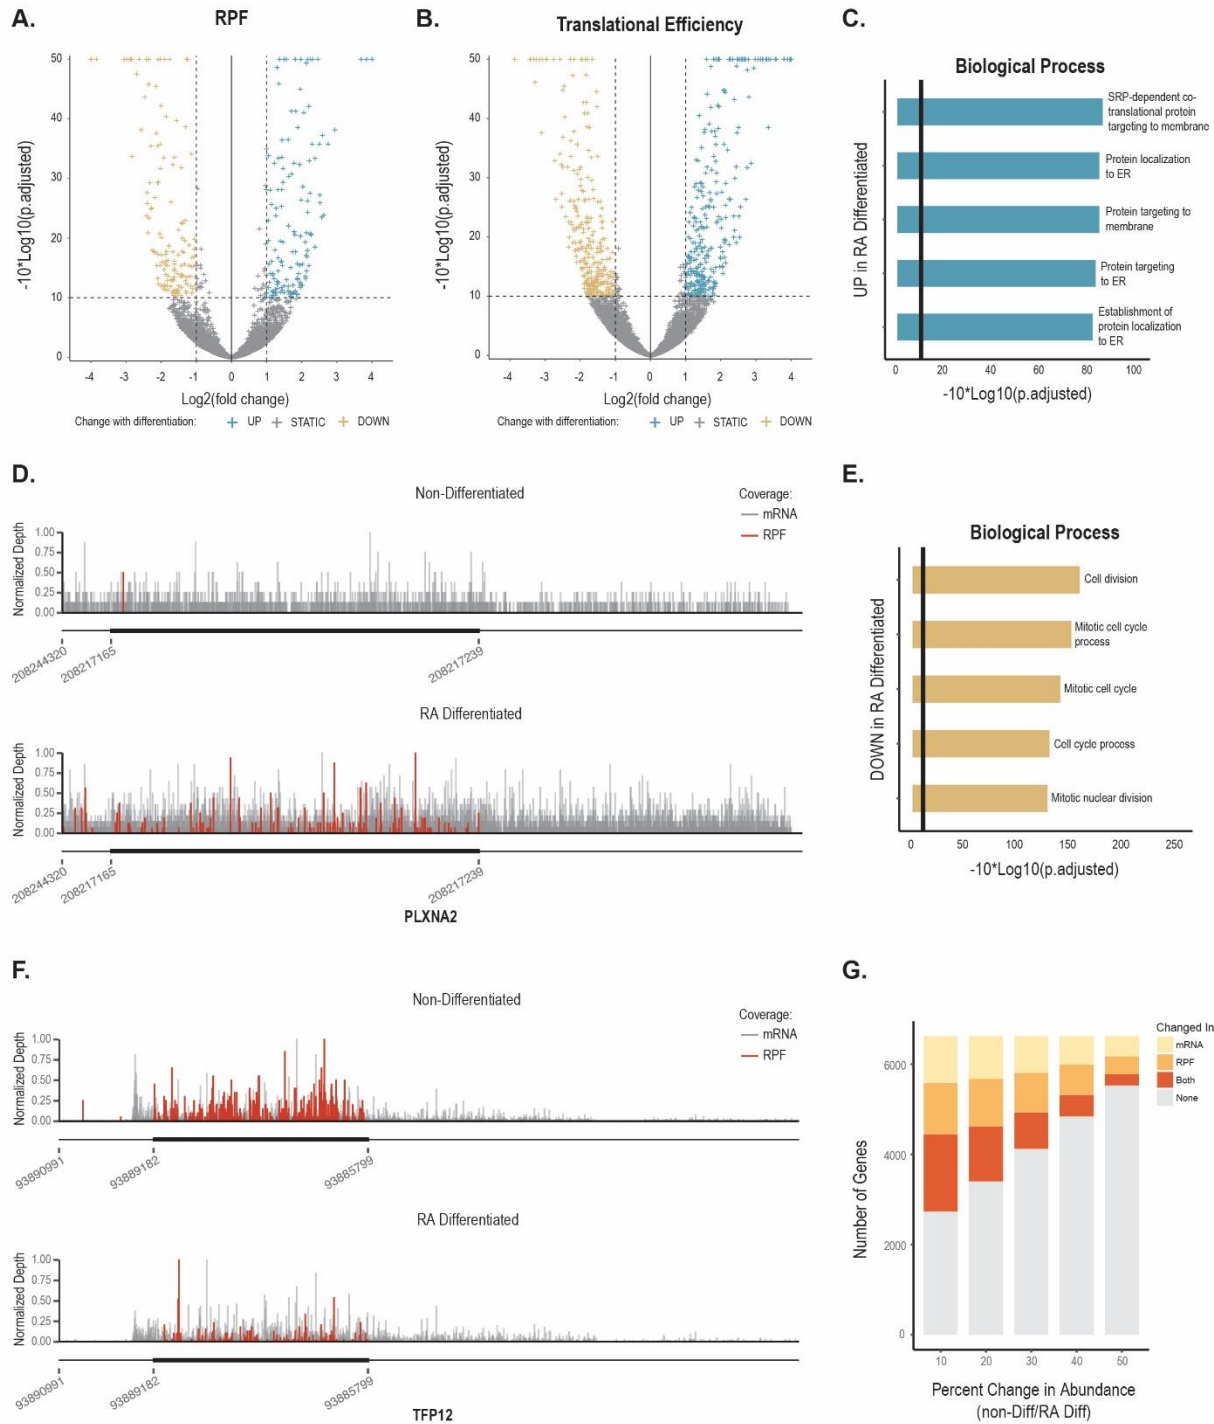 A.
RPF
-10*Log10(p.adjusted)
50
40
30
20
10
0
-4 -3 -2 -1 0 1 2 3 4
Log2(fold change)
Change with differentiation: UP STATIC DOWN
B.
Translational Efficiency
-10*Log10(p.adjusted)
50
40
30
20
10
0
-4 -3 -2 -1 0 1 2 3 4
Log2(fold change)
Change with differentiation: UP STATIC DOWN
C.
Biological Process
UP in RA Differentiated
SRP-dependent co-
translational protein
targeting to membrane
Protein localization
to ER
Protein targeting to
membrane
Protein targeting
to ER
Establishment of
protein localization
to ER
0 20 40 60 80 100
-10*Log10(p.adjusted)
D.
Non-Differentiated
Coverage:
mRNA
RPF
Normalized Depth
1.00
0.75
0.50
0.25
0.00
208244320
208217165
208217239
RA Differentiated
Normalized Depth
1.00
0.75
0.50
0.25
0.00
208244320
208217165
208217239
PLXNA2
E.
Biological Process
DOWN in RA Differentiated
Cell division
Mitotic cell cycle
process
Mitotic cell cycle
Cell cycle process
Mitotic nuclear division
0 50 100 150 200 250
-10*Log10(p.adjusted)
F.
Non-Differentiated
Coverage:
mRNA
RPF
Normalized Depth
1.00
0.75
0.50
0.25
0.00
93890991
93889182
93885799
RA Differentiated
Normalized Depth
1.00
0.75
0.50
0.25
0.00
93890991
93889182
93885799
TFP12
G.
Number of Genes
6000
4000
2000
0
10 20 30 40 50
Percent Change in Abundance
(non-Diff/RA Diff)
Changed In
mRNA
RPF
Both
None